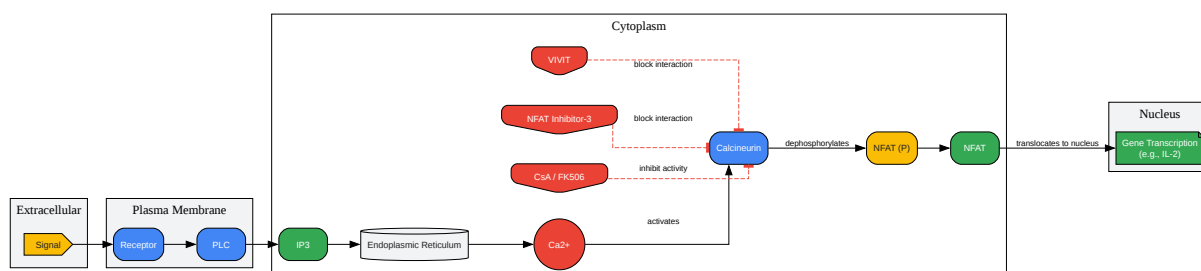 Cytoplasm
VIVIT
block interaction
NFAT Inhibitor-3
block interaction
Nucleus
Calcineurin
dephosphorylates
NFAT (P)
NFAT
translocates to nucleus
Gene Transcription
(e.g., IL-2)
CsA / FK506
inhibit activity
Extracellular
Plasma Membrane
activates
Signal
Receptor
PLC
IP3
Endoplasmic Reticulum
Ca2+